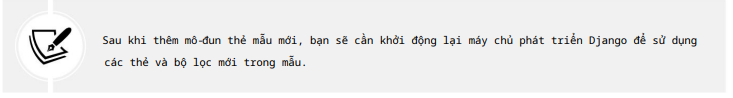 Sau khi thêm mô-đun thẻ mẫu mới, bạn sẽ cần khởi động lại máy chủ phát triển Django để sử dụng
các thẻ và bộ lọc mới trong mẫu.